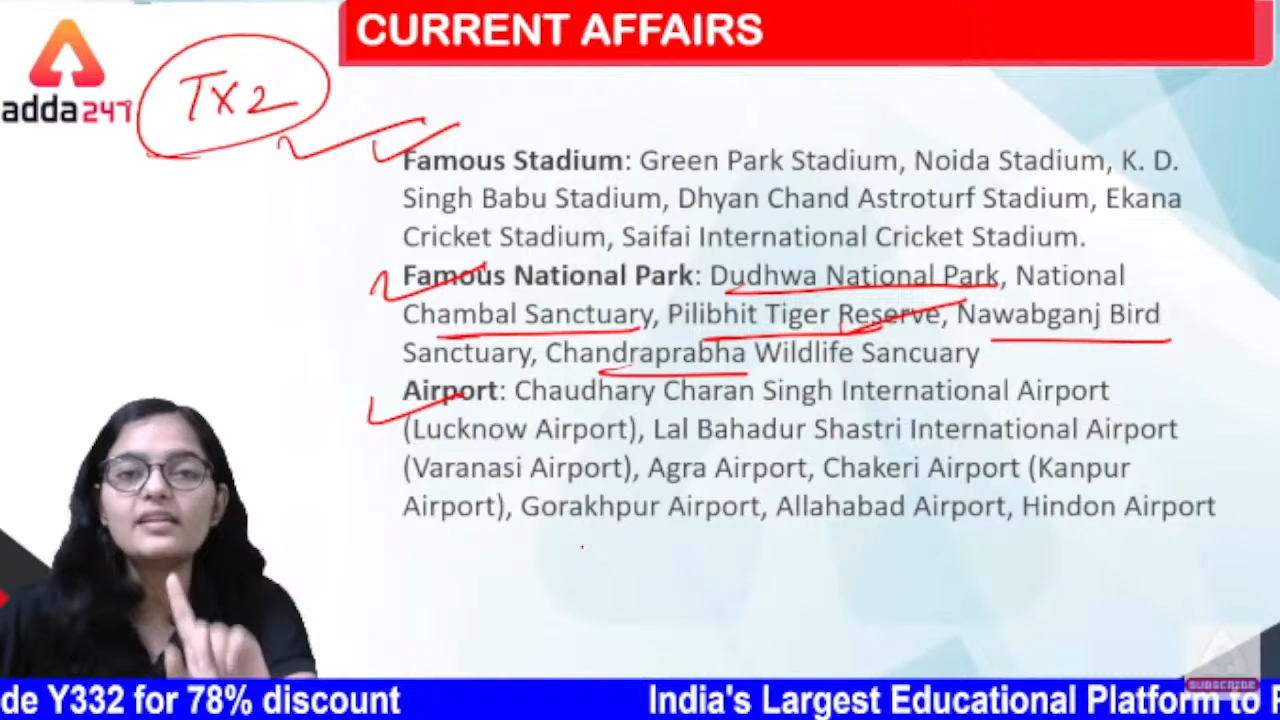 CURRENT AFFAIRS
adda247
Tx2
Famous Stadium: Green Park Stadium, Noida Stadium, K. D.
Singh Babu Stadium, Dhyan Chand Astroturf Stadium, Ekana
Cricket Stadium, Saifai International Cricket Stadium.
Famous National Park: Dudhwa National Park, National
Chambal Sanctuary, Pilibhit Tiger Reserve, Nawabganj Bird
Sanctuary, Chandraprabha Wildlife Sancuary
Airport: Chaudhary Charan Singh International Airport
(Lucknow Airport), Lal Bahadur Shastri International Airport
(Varanasi Airport), Agra Airport, Chakeri Airport (Kanpur
Airport), Gorakhpur Airport, Allahabad Airport, Hindon Airport
SUBSCRIBE
de Y332 for 78% discount India's Largest Educational Platform to